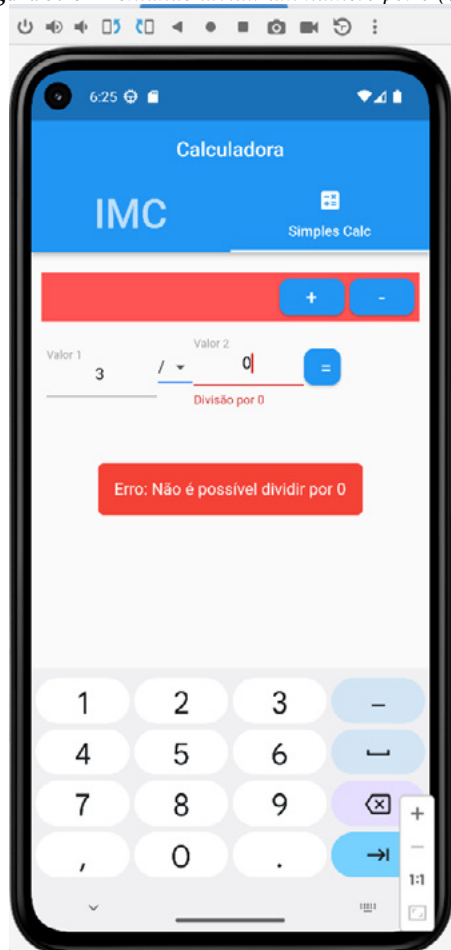 6:25
Calculadora
IMC
Simples Calc
+ -
Valor 1 Valor 2
3 / 0 =
Divisão por 0
Erro: Não é possível dividir por 0
1 2 3 –
4 5 6
7 8 9
, 0 .
+
–
1:1